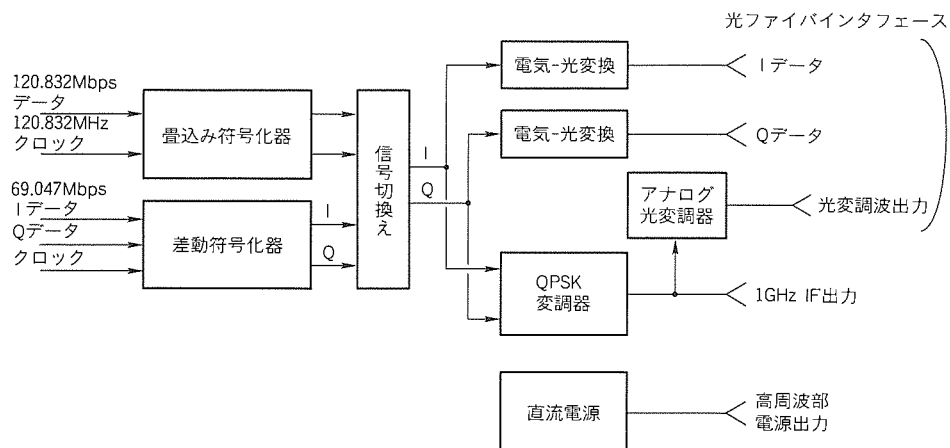 光ファイバインタフェース
120.832Mbps
データ
120.832MHz
クロック
畳込み符号化器
69.047Mbps
Iデータ
Qデータ
クロック
差動符号化器
I
Q
信号切換え
I
Q
電気-光変換
Iデータ
電気-光変換
Qデータ
アナログ
光変調器
光変調波出力
QPSK
変調器
1GHz IF出力
直流電源
高周波部
電源出力